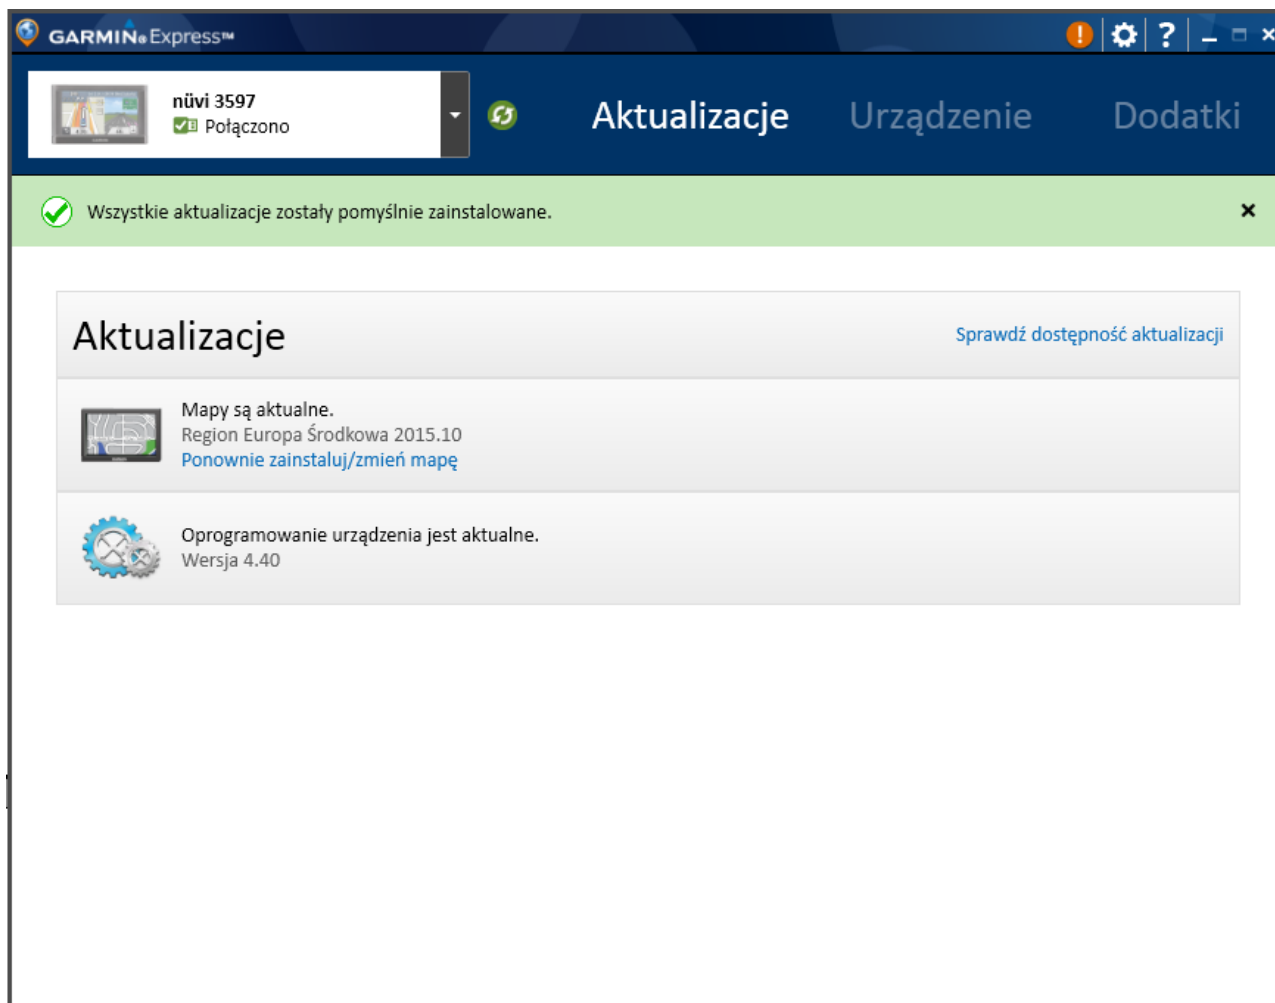 GARMIN® Express™
nüvi 3597
Połączono
Aktualizacje
Urządzenie
Dodatki
Wszystkie aktualizacje zostały pomyślnie zainstalowane.
Aktualizacje
Sprawdź dostępność aktualizacji
Mapy są aktualne.
Region Europa Środkowa 2015.10
Ponownie zainstaluj/zmień mapę
Oprogramowanie urządzenia jest aktualne.
Wersja 4.40